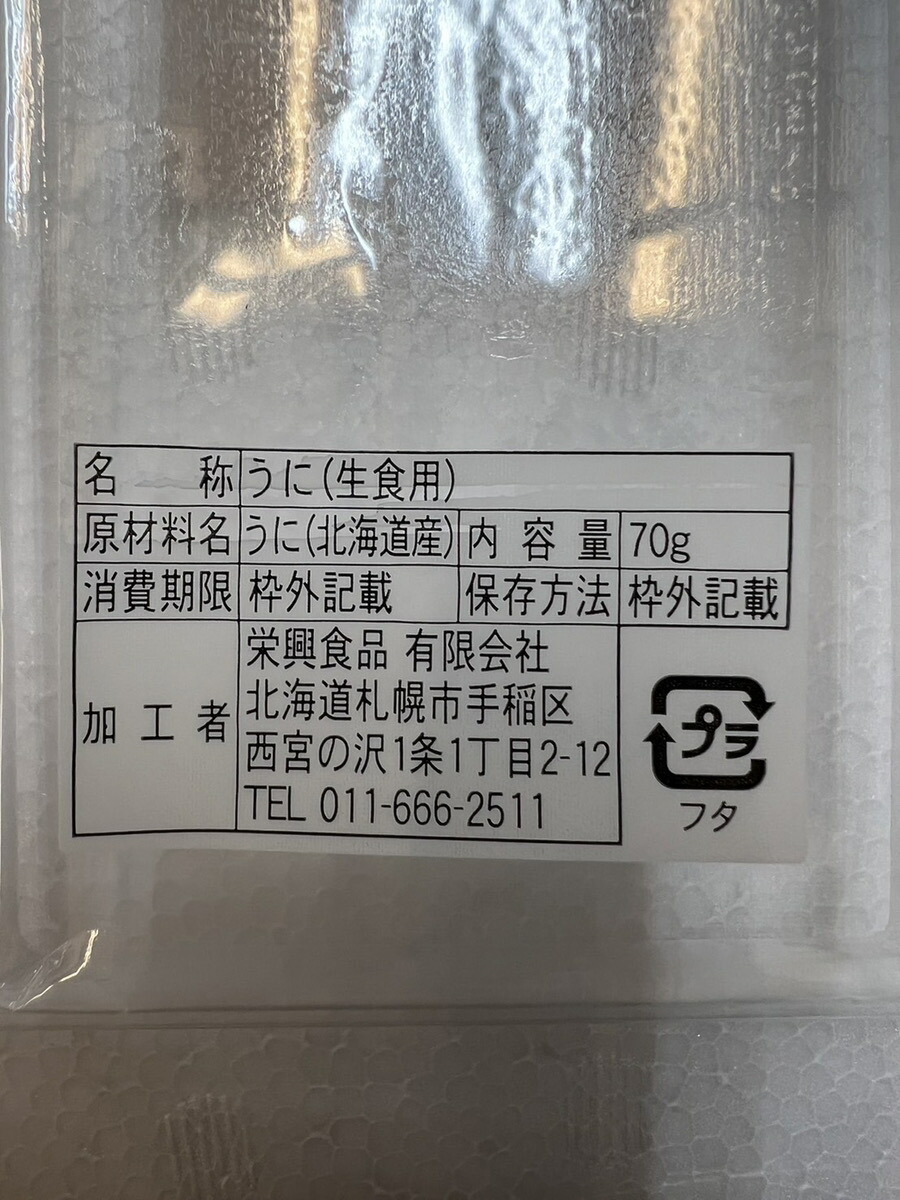 名 称 うに(生食用)
原材料名 うに(北海道産) 内容量 70g
消費期限 枠外記載 保存方法 枠外記載
加工者 栄興食品 有限会社
北海道札幌市手稲区
西宮の沢1条1丁目2-12
TEL 011-666-2511
プラ
フタ